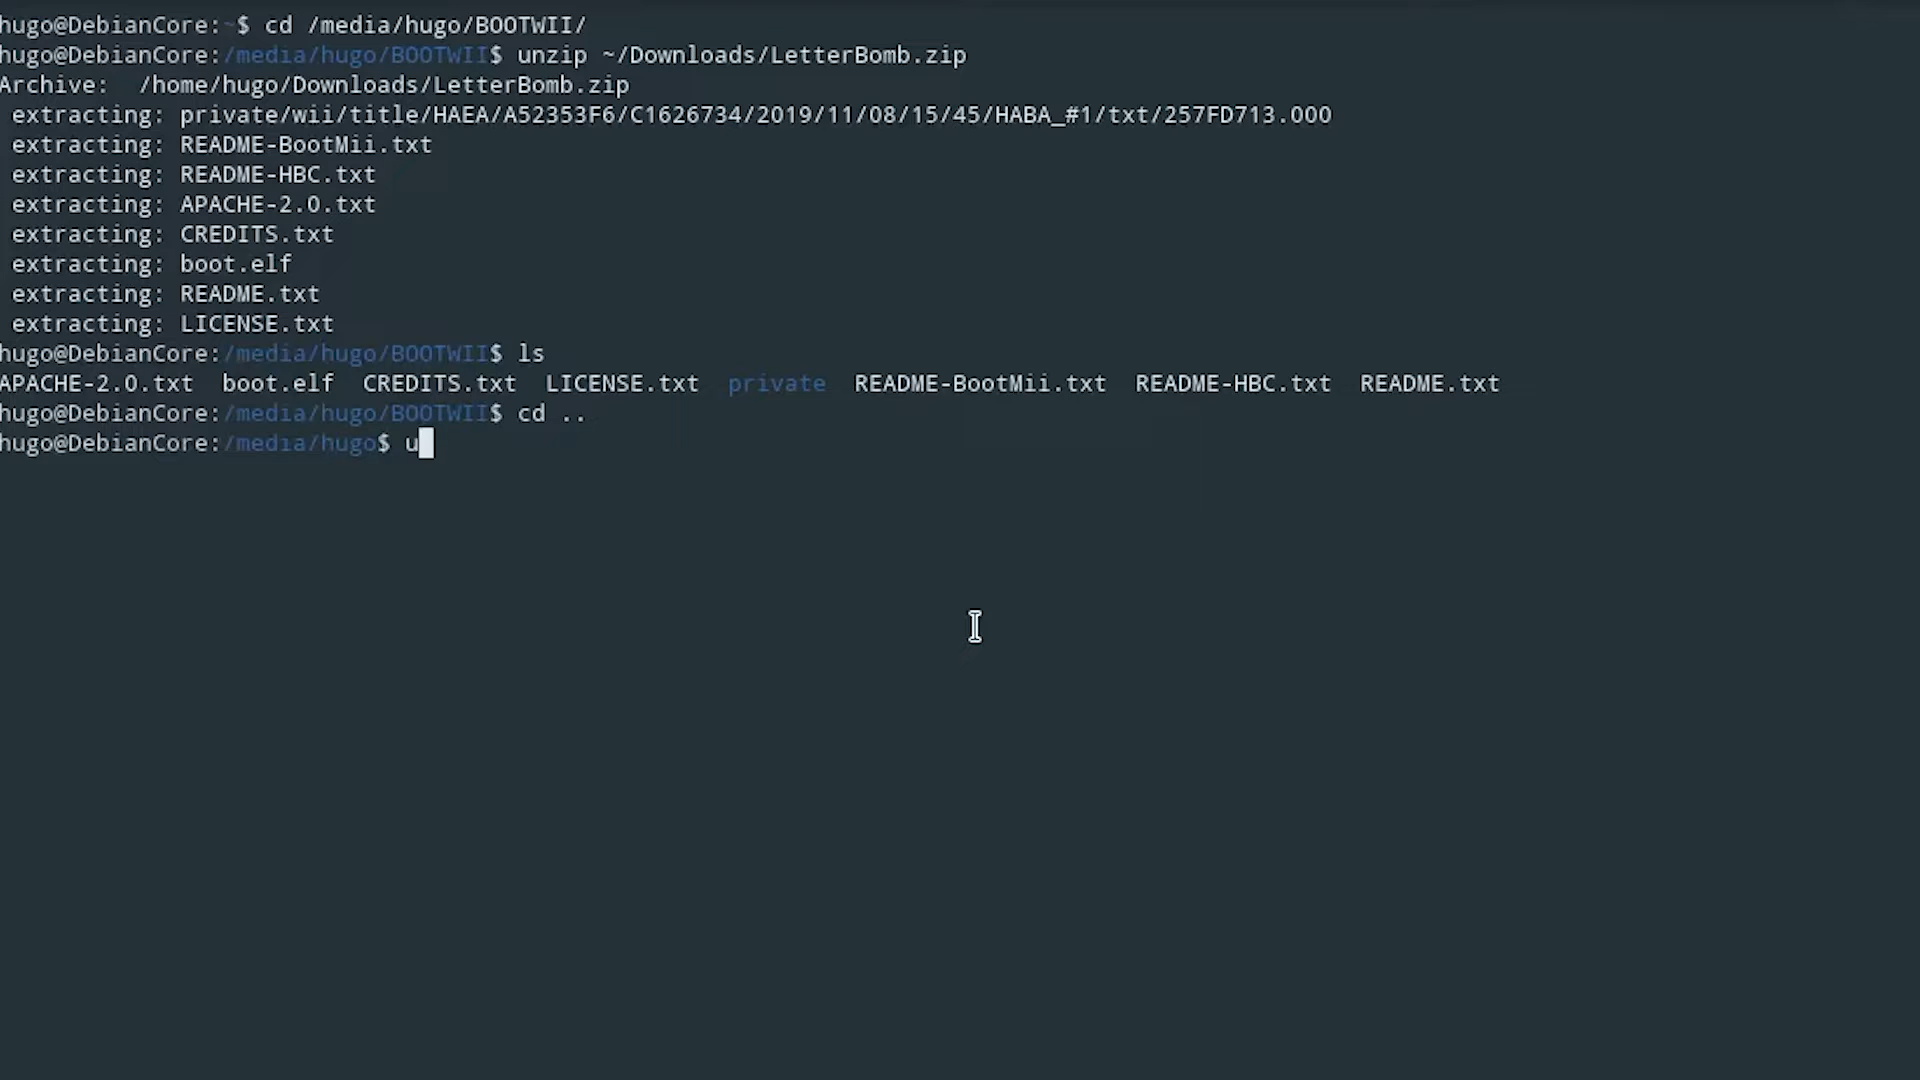 hugo@DebianCore:~$ cd /media/hugo/BOOTWII/
hugo@DebianCore:/media/hugo/BOOTWII$ unzip ~/Downloads/LetterBomb.zip
Archive:  /home/hugo/Downloads/LetterBomb.zip
 extracting: private/wii/title/HAEA/A52353F6/C1626734/2019/11/08/15/45/HABA_#1/txt/257FD713.000
 extracting: README-BootMii.txt
 extracting: README-HBC.txt
 extracting: APACHE-2.0.txt
 extracting: CREDITS.txt
 extracting: boot.elf
 extracting: README.txt
 extracting: LICENSE.txt
hugo@DebianCore:/media/hugo/BOOTWII$ ls
APACHE-2.0.txt  boot.elf  CREDITS.txt  LICENSE.txt  private  README-BootMii.txt  README-HBC.txt  README.txt
hugo@DebianCore:/media/hugo/BOOTWII$ cd ..
hugo@DebianCore:/media/hugo$ u